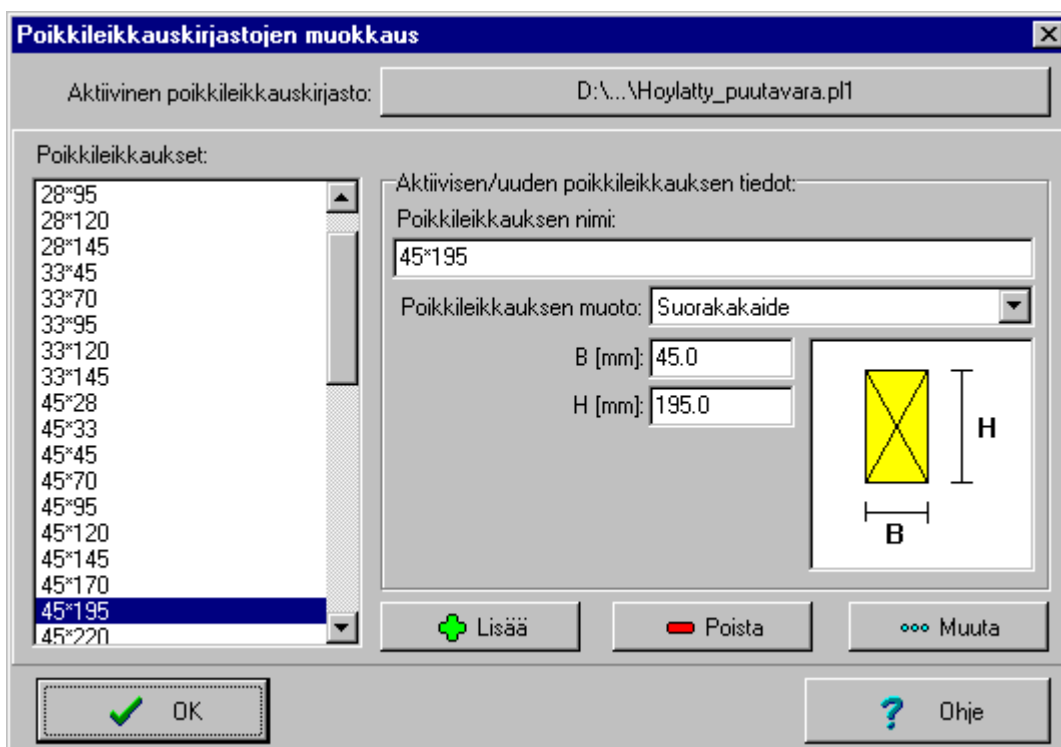 Poikkileikkauskirjastojen muokkaus
Aktiivinen poikkileikkauskirjasto: D:\...\Hoylatty_puutavara.pl1
Poikkileikkaukset:
28*95
28*120
28*145
33*45
33*70
33*95
33*120
33*145
45*28
45*33
45*45
45*70
45*95
45*120
45*145
45*170
45*195
45*220
Aktiivisen/uuden poikkileikkauksen tiedot:
Poikkileikkauksen nimi:
45*195
Poikkileikkauksen muoto: Suorakakaide
B [mm]: 45.0
H [mm]: 195.0
H
B
Lisää Poista Muuta
OK ? Ohje